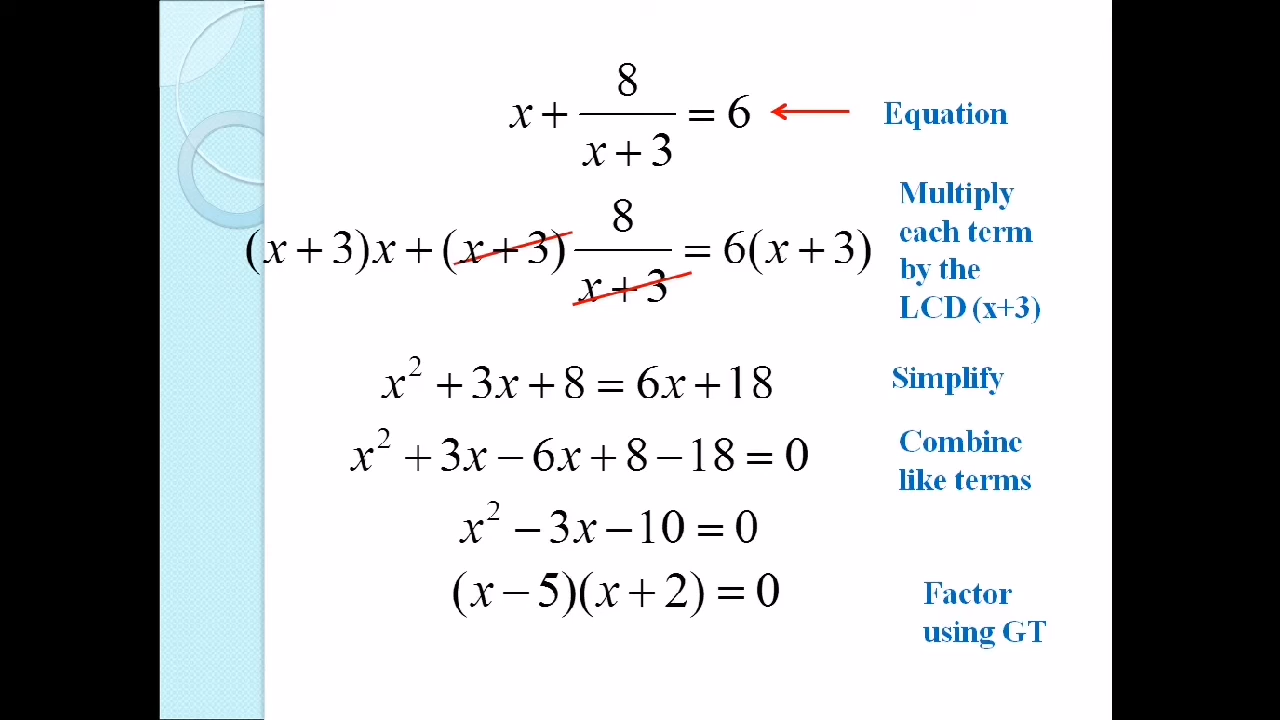 x + 8/(x + 3) = 6 Equation
(x + 3)x + (x + 3) 8/(x + 3) = 6(x + 3)
Multiply
each term
by the
LCD (x+3)
x² + 3x + 8 = 6x + 18 Simplify
x² + 3x − 6x + 8 − 18 = 0
Combine
like terms
x² − 3x − 10 = 0
(x − 5)(x + 2) = 0
Factor
using GT